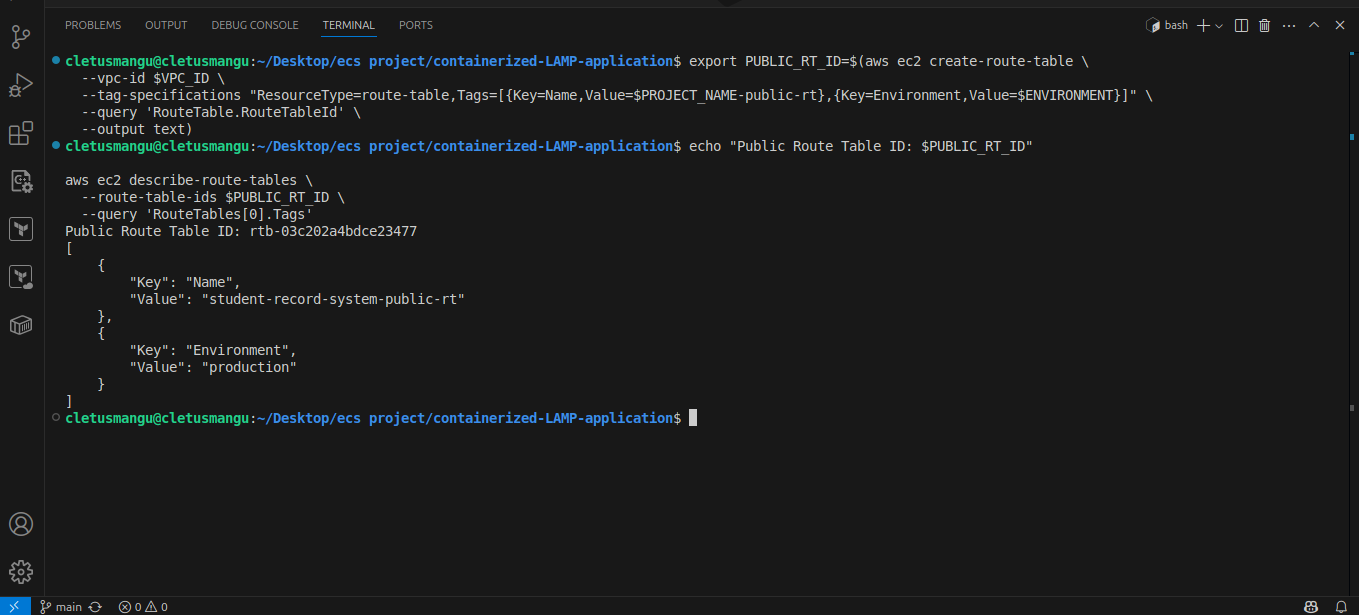 PROBLEMS OUTPUT DEBUG CONSOLE TERMINAL PORTS bash
cletusmangu@cletusmangu:~/Desktop/ecs project/containerized-LAMP-application$ export PUBLIC_RT_ID=$(aws ec2 create-route-table \
  --vpc-id $VPC_ID \
  --tag-specifications "ResourceType=route-table,Tags=[{Key=Name,Value=$PROJECT_NAME-public-rt},{Key=Environment,Value=$ENVIRONMENT}]" \
  --query 'RouteTable.RouteTableId' \
  --output text)
cletusmangu@cletusmangu:~/Desktop/ecs project/containerized-LAMP-application$ echo "Public Route Table ID: $PUBLIC_RT_ID"
aws ec2 describe-route-tables \
  --route-table-ids $PUBLIC_RT_ID \
  --query 'RouteTables[0].Tags'
Public Route Table ID: rtb-03c202a4bdce23477
[
    {
        "Key": "Name",
        "Value": "student-record-system-public-rt"
    },
    {
        "Key": "Environment",
        "Value": "production"
    }
]
cletusmangu@cletusmangu:~/Desktop/ecs project/containerized-LAMP-application$
main 0 0